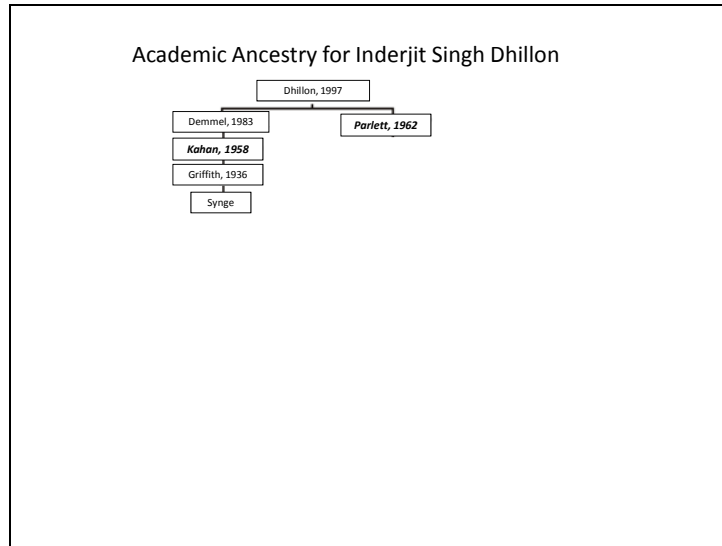 Academic Ancestry for Inderjit Singh Dhillon
Dhillon, 1997
Demmel, 1983
Parlett, 1962
Kahan, 1958
Griffith, 1936
Synge